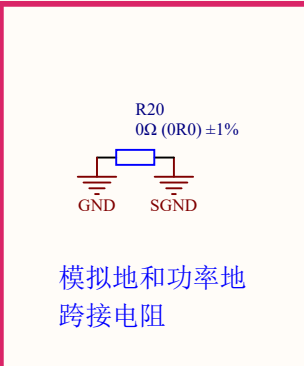 R20
0Ω (0R0) ±1%
GND SGND
模拟地和功率地
跨接电阻